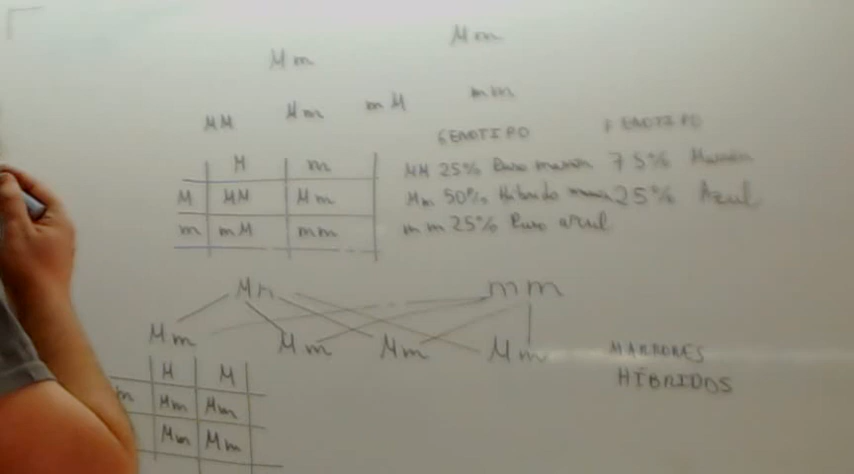 Mm
Mm
MM Mm mM mm
GENOTIPO FENOTIPO
M m
M MM Mm
m mM mm
MM 25% Puro marrón 75% Marrón
Mm 50% Híbrido 25% Azul
mm 25% Puro azul
mm
Mm Mm Mm Mm
MARRONES
HÍBRIDOS
M M
m Mm Mm
Mm Mm